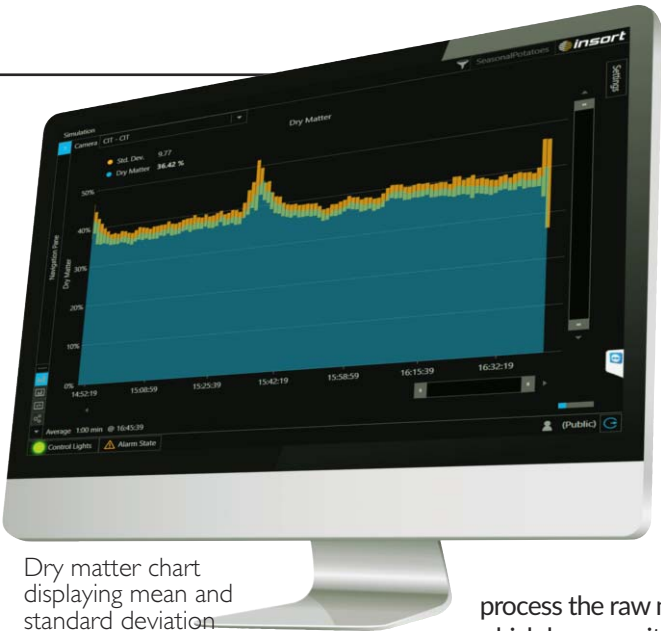 insort
SeasonalPotatoes
Settings
Simulation
Camera CIT - CIT
Dry Matter
Std. Dev. 9.77
Dry Matter 36.42 %
50%
40%
30%
20%
10%
0%
Navigation Pane
Dry Matter
14:52:19 15:08:59 15:25:39 15:42:19 15:58:59 16:15:39 16:32:19
Average 1:00 min @ 16:45:39
Control Lights Alarm State
(Public)
Dry matter chart
displaying mean and
standard deviation
process the raw